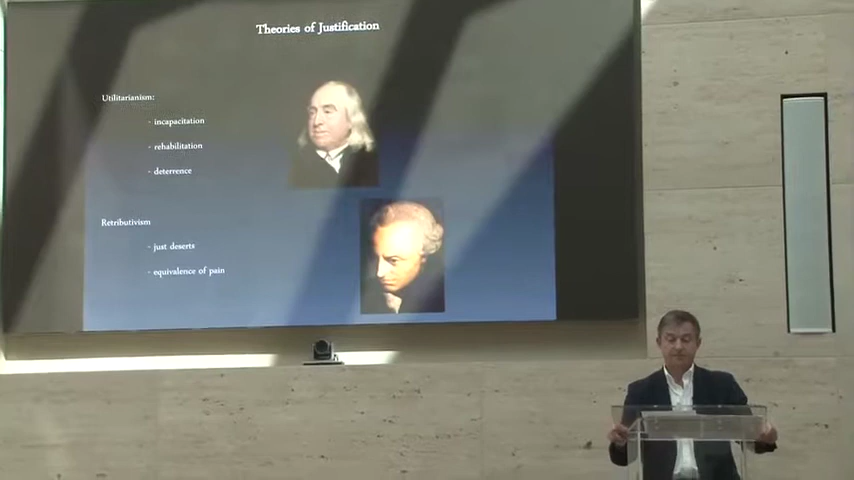 Theories of Justification
Utilitarianism:
- incapacitation
- rehabilitation
- deterrence
Retributivism
- just deserts
- equivalence of pain